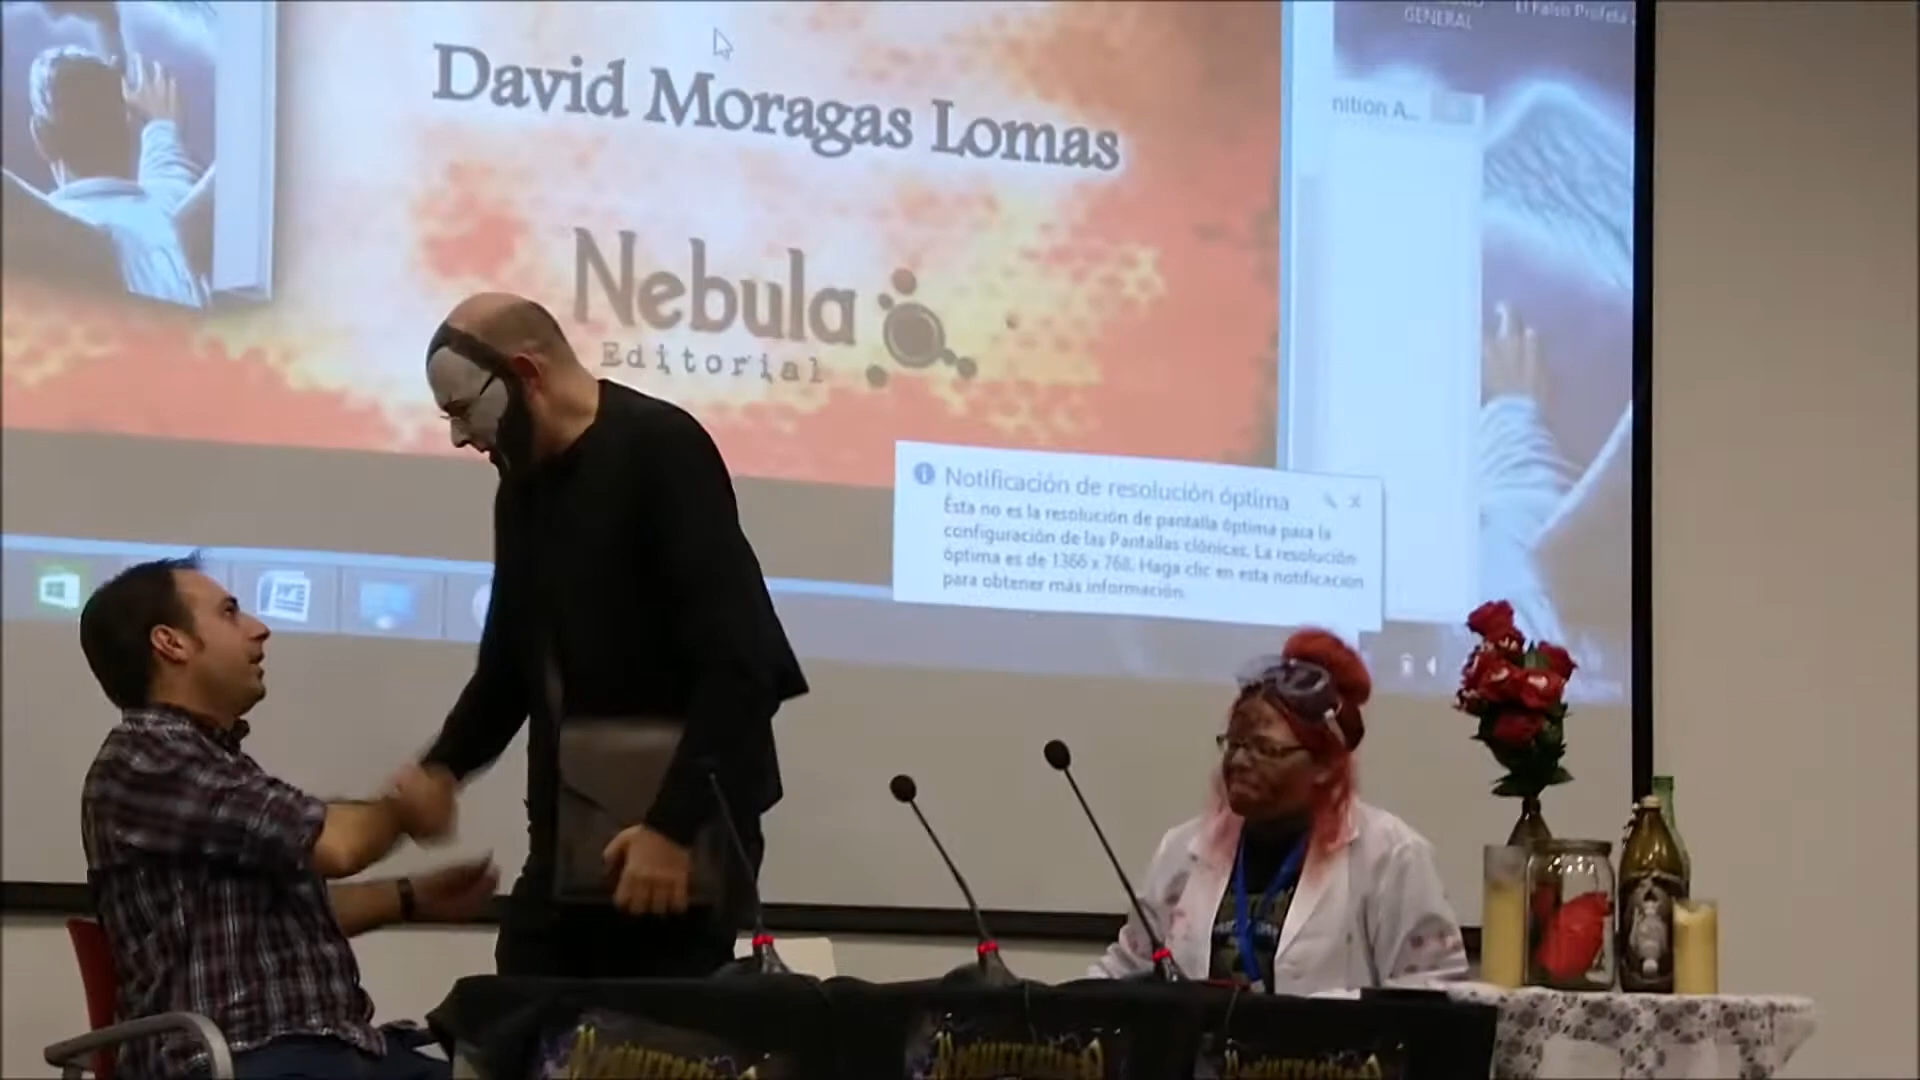 GENERAL
El Falso Profeta
David Moragas Lomas
nition A...
Nebula
Editorial
Notificación de resolución óptima
Esta no es la resolución de pantalla óptima para la
configuración de las Pantallas clónicas. La resolución
óptima es de 1366 x 768. Haga clic en esta notificación
para obtener más información.